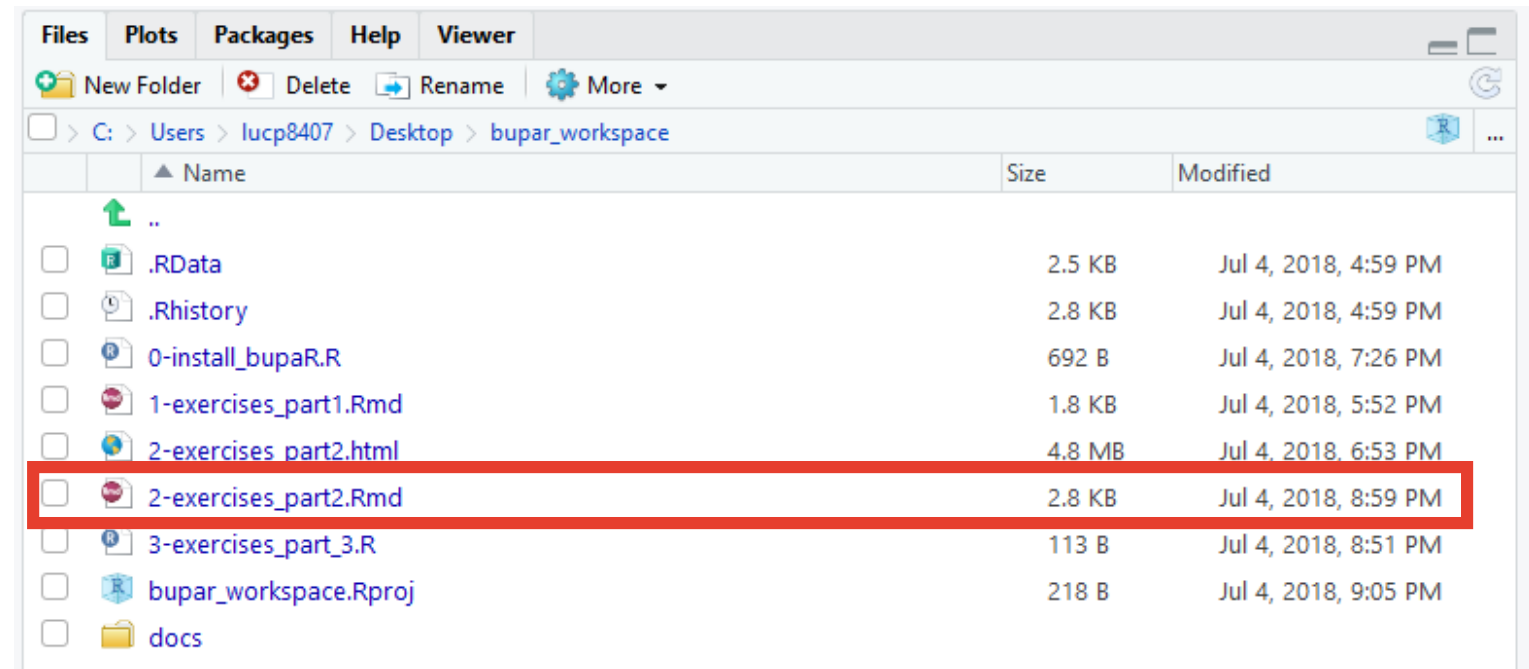 Files Plots Packages Help Viewer
New Folder Delete Rename More
C: > Users > lucp8407 > Desktop > bupar_workspace R ...
Name Size Modified
..
.RData 2.5 KB Jul 4, 2018, 4:59 PM
.Rhistory 2.8 KB Jul 4, 2018, 4:59 PM
0-install_bupaR.R 692 B Jul 4, 2018, 7:26 PM
1-exercises_part1.Rmd 1.8 KB Jul 4, 2018, 5:52 PM
2-exercises_part2.html 4.8 MB Jul 4, 2018, 6:53 PM
2-exercises_part2.Rmd 2.8 KB Jul 4, 2018, 8:59 PM
3-exercises_part_3.R 113 B Jul 4, 2018, 8:51 PM
bupar_workspace.Rproj 218 B Jul 4, 2018, 9:05 PM
docs